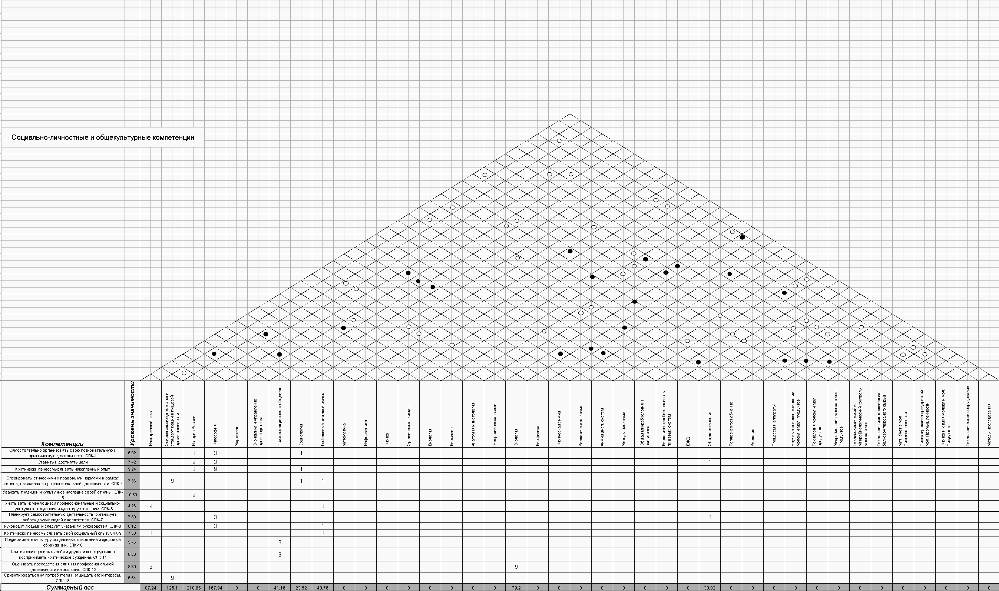 Социвльно-личностные и общекультурные компетенции
Компетенции
Уровень значимости
Иностранный язык
Основы законадательства и
стандартизации в пищевой
промышленности
История России
Философия
Маркетинг
Экономика и управление
производством
Психология делового общения
Социология
Глобальный пищевой рынок
Математика
Информатика
Физика
Органическая химия
Биология
Биохимия
Анатомия и гистология
Неорганическая химия
Экология
Биофизика
Физическая химия
Аналитическая химия
Химия дисп. систем
Методы биохимии
Общая микробиология и
Биологическая безопасность
пищевых систем
БЖД
Общая технология
Теплоэнергоснабжение
Реология
Процессы и аппараты
Научные основы технологии
молока и мол. продуктов
Технология молока и мол.
продуктов
Микробиология молока и мол.
Продуктов
ТехникоХимический и
МикроБиологический контроль
молока и мол.
Технология изготовления из
белковоуглеродного сырья
Мат. Учет в мол.
Промышленности
Проектирование предприятий
мол. Промышленности
Физика и химия молока и мол.
Продуктов
Технологическое оборудование
Методы исследования
Самостоятельно организовать свою позновательную и
практическую деятельность. СЛК-1
6,92 3 3 1
Ставить и достигать цели 7,42 9 3 1
Критически переосмысливать накопленный опыт 9,24 3 9 1
Оперировать этическими и правовыми нормами в рамках
законов, связаннах в профессиональной деятельности. СЛК-4
7,36 9 1 1
Уважать традиции и культурное наследие своей страны. СЛК-
5
10,60 9
Учитывать изменяющиеся профессиональные и социально-
культурные тенденции и адаптируется к ним. СЛК-6
4,26 9 3
Планирует самостоятельную деятельность, организует
работу других людей и коллектива. СЛК-7
7,80 3 3
Руководит людьми и следует указаниям руководства. СЛК-8 6,12 3 1
Критически переосмысливать свой социальный опыт. СЛК-9 7,50 3 3
Поддерживать культуру социальных отношений и здоровый
образ жизни. СЛК-10
5,46 3
Критически оценивать себя и других и конструктивно
воспринимать критические суждения. СЛК-11
8,26 3
Оценивать последствия влияния профессиональной
деятельности на экологию. СЛК-12
8,80 3 9
Ориентироваться на потребителя и защищать его интересы.
СЛК-13
6,54 9
Суммарный вес 87,24 125,1 210,66 167,94 0 0 41,16 23,52 48,76 0 0 0 0 0 0 0 0 79,2 0 0 0 0 0 0 0 0 30,82 0 0 0 0 0 0 0 0 0 0 0 0 0